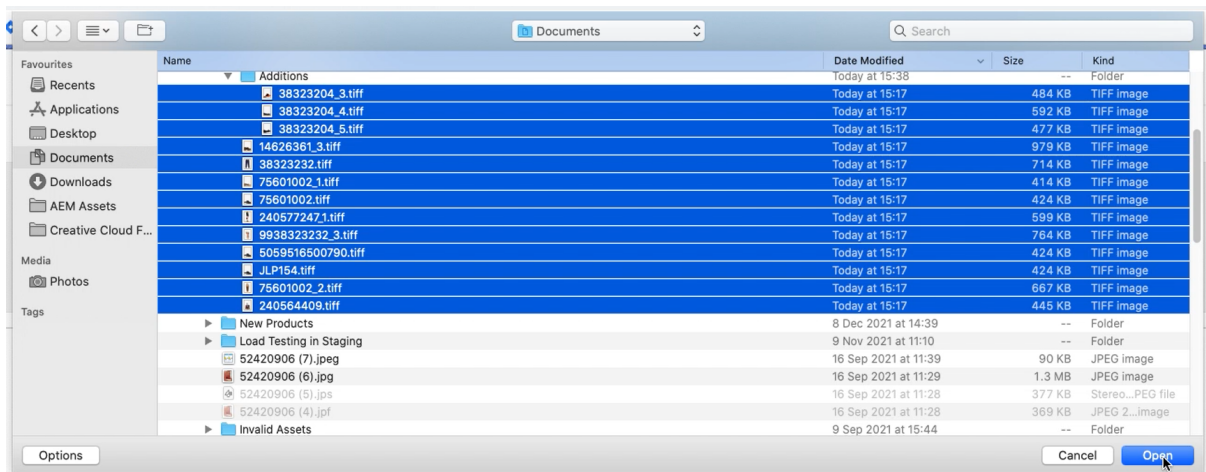 Documents
Search
Favourites
Recents
Applications
Desktop
Documents
Downloads
AEM Assets
Creative Cloud F...
Media
Photos
Tags
Name Date Modified Size Kind
Additions Today at 15:38 -- Folder
38323204_3.tiff Today at 15:17 484 KB TIFF image
38323204_4.tiff Today at 15:17 592 KB TIFF image
38323204_5.tiff Today at 15:17 477 KB TIFF image
14626361_3.tiff Today at 15:17 979 KB TIFF image
38323232.tiff Today at 15:17 714 KB TIFF image
75601002_1.tiff Today at 15:17 414 KB TIFF image
75601002.tiff Today at 15:17 424 KB TIFF image
240577247_1.tiff Today at 15:17 599 KB TIFF image
9938323232_3.tiff Today at 15:17 764 KB TIFF image
5059516500790.tiff Today at 15:17 424 KB TIFF image
JLP154.tiff Today at 15:17 424 KB TIFF image
75601002_2.tiff Today at 15:17 667 KB TIFF image
240564409.tiff Today at 15:17 445 KB TIFF image
New Products 8 Dec 2021 at 14:39 -- Folder
Load Testing in Staging 9 Nov 2021 at 11:10 -- Folder
52420906 (7).jpeg 16 Sep 2021 at 11:39 90 KB JPEG image
52420906 (6).jpg 16 Sep 2021 at 11:29 1.3 MB JPEG image
52420906 (5).jps 16 Sep 2021 at 11:28 377 KB Stereo...PEG file
52420906 (4).jpf 16 Sep 2021 at 11:28 369 KB JPEG 2...image
Invalid Assets 9 Sep 2021 at 15:44 -- Folder
Options Cancel Open